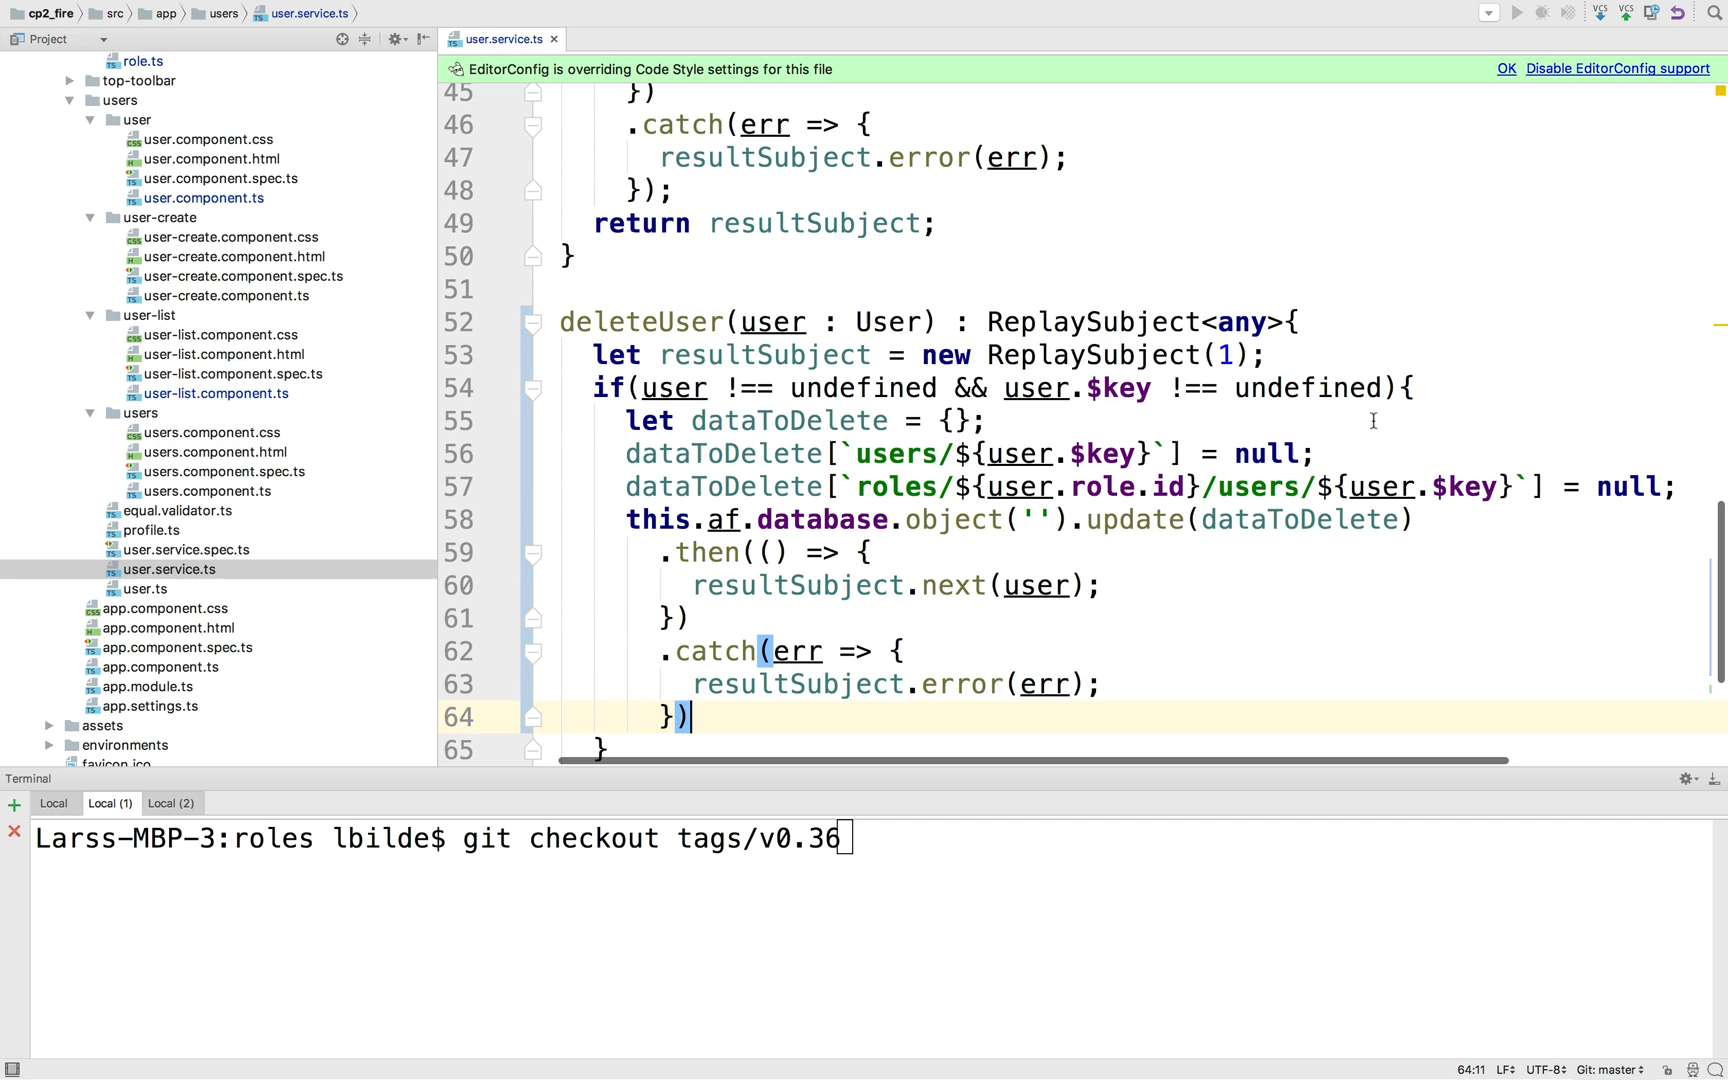 cp2_fire src app users user.service.ts
Project
user.service.ts
EditorConfig is overriding Code Style settings for this file
OK Disable EditorConfig support
role.ts
top-toolbar
users
user
user.component.css
user.component.html
user.component.spec.ts
user.component.ts
user-create
user-create.component.css
user-create.component.html
user-create.component.spec.ts
user-create.component.ts
user-list
user-list.component.css
user-list.component.html
user-list.component.spec.ts
user-list.component.ts
users
users.component.css
users.component.html
users.component.spec.ts
users.component.ts
equal.validator.ts
profile.ts
user.service.spec.ts
user.service.ts
user.ts
app.component.css
app.component.html
app.component.spec.ts
app.component.ts
app.module.ts
app.settings.ts
assets
environments
favicon.ico
45 })
46 .catch(err => {
47 resultSubject.error(err);
48 });
49 return resultSubject;
50 }
51
52 deleteUser(user : User) : ReplaySubject<any>{
53 let resultSubject = new ReplaySubject(1);
54 if(user !== undefined && user.$key !== undefined){
55 let dataToDelete = {};
56 dataToDelete[`users/${user.$key}`] = null;
57 dataToDelete[`roles/${user.role.id}/users/${user.$key}`] = null;
58 this.af.database.object('').update(dataToDelete)
59 .then(() => {
60 resultSubject.next(user);
61 })
62 .catch(err => {
63 resultSubject.error(err);
64 })
65 }
Terminal
Local Local (1) Local (2)
Larss-MBP-3:roles lbilde$ git checkout tags/v0.36
64:11 LF UTF-8 Git: master